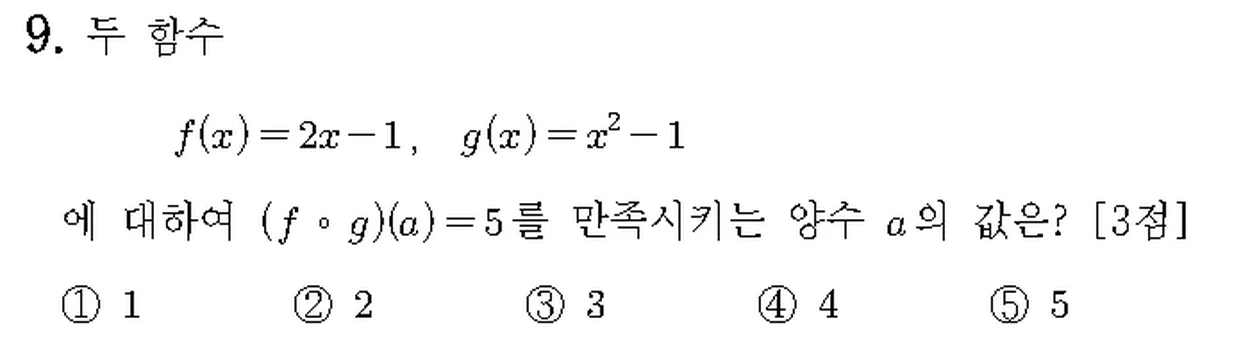 9. 두 함수
f(x)=2x-1, g(x)=x²-1
에 대하여 (f∘g)(a)=5를 만족시키는 양수 a의 값은? [3점]
① 1 ② 2 ③ 3 ④ 4 ⑤ 5